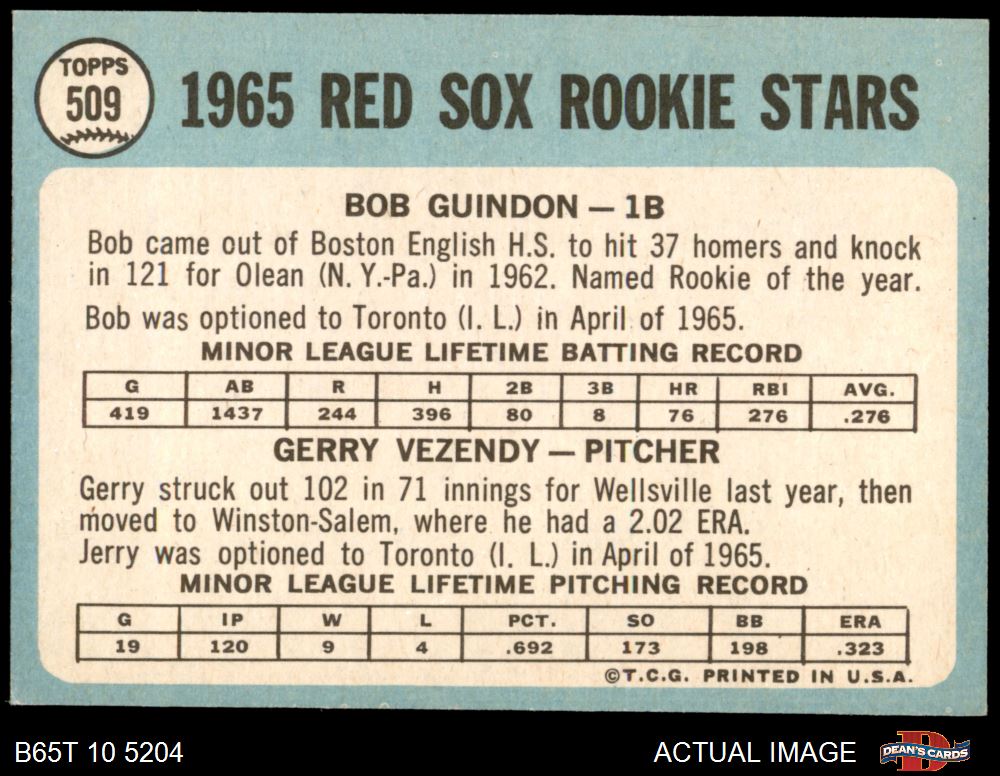 TOPPS
509
1965 RED SOX ROOKIE STARS
BOB GUINDON — 1B
Bob came out of Boston English H.S. to hit 37 homers and knock
in 121 for Olean (N. Y.-Pa.) in 1962. Named Rookie of the year.
Bob was optioned to Toronto (I. L.) in April of 1965.
MINOR LEAGUE LIFETIME BATTING RECORD
G AB R H 2B 3B HR RBI AVG.
419 1437 244 396 80 8 76 276 .276
GERRY VEZENDY — PITCHER
Gerry struck out 102 in 71 innings for Wellsville last year, then
moved to Winston-Salem, where he had a 2.02 ERA.
Jerry was optioned to Toronto (I. L.) in April of 1965.
MINOR LEAGUE LIFETIME PITCHING RECORD
G IP W L PCT. SO BB ERA
19 120 9 4 .692 173 198 .323
©T.C.G. PRINTED IN U.S.A.
B65T 10 5204
ACTUAL IMAGE
D
DEAN'S CARDS